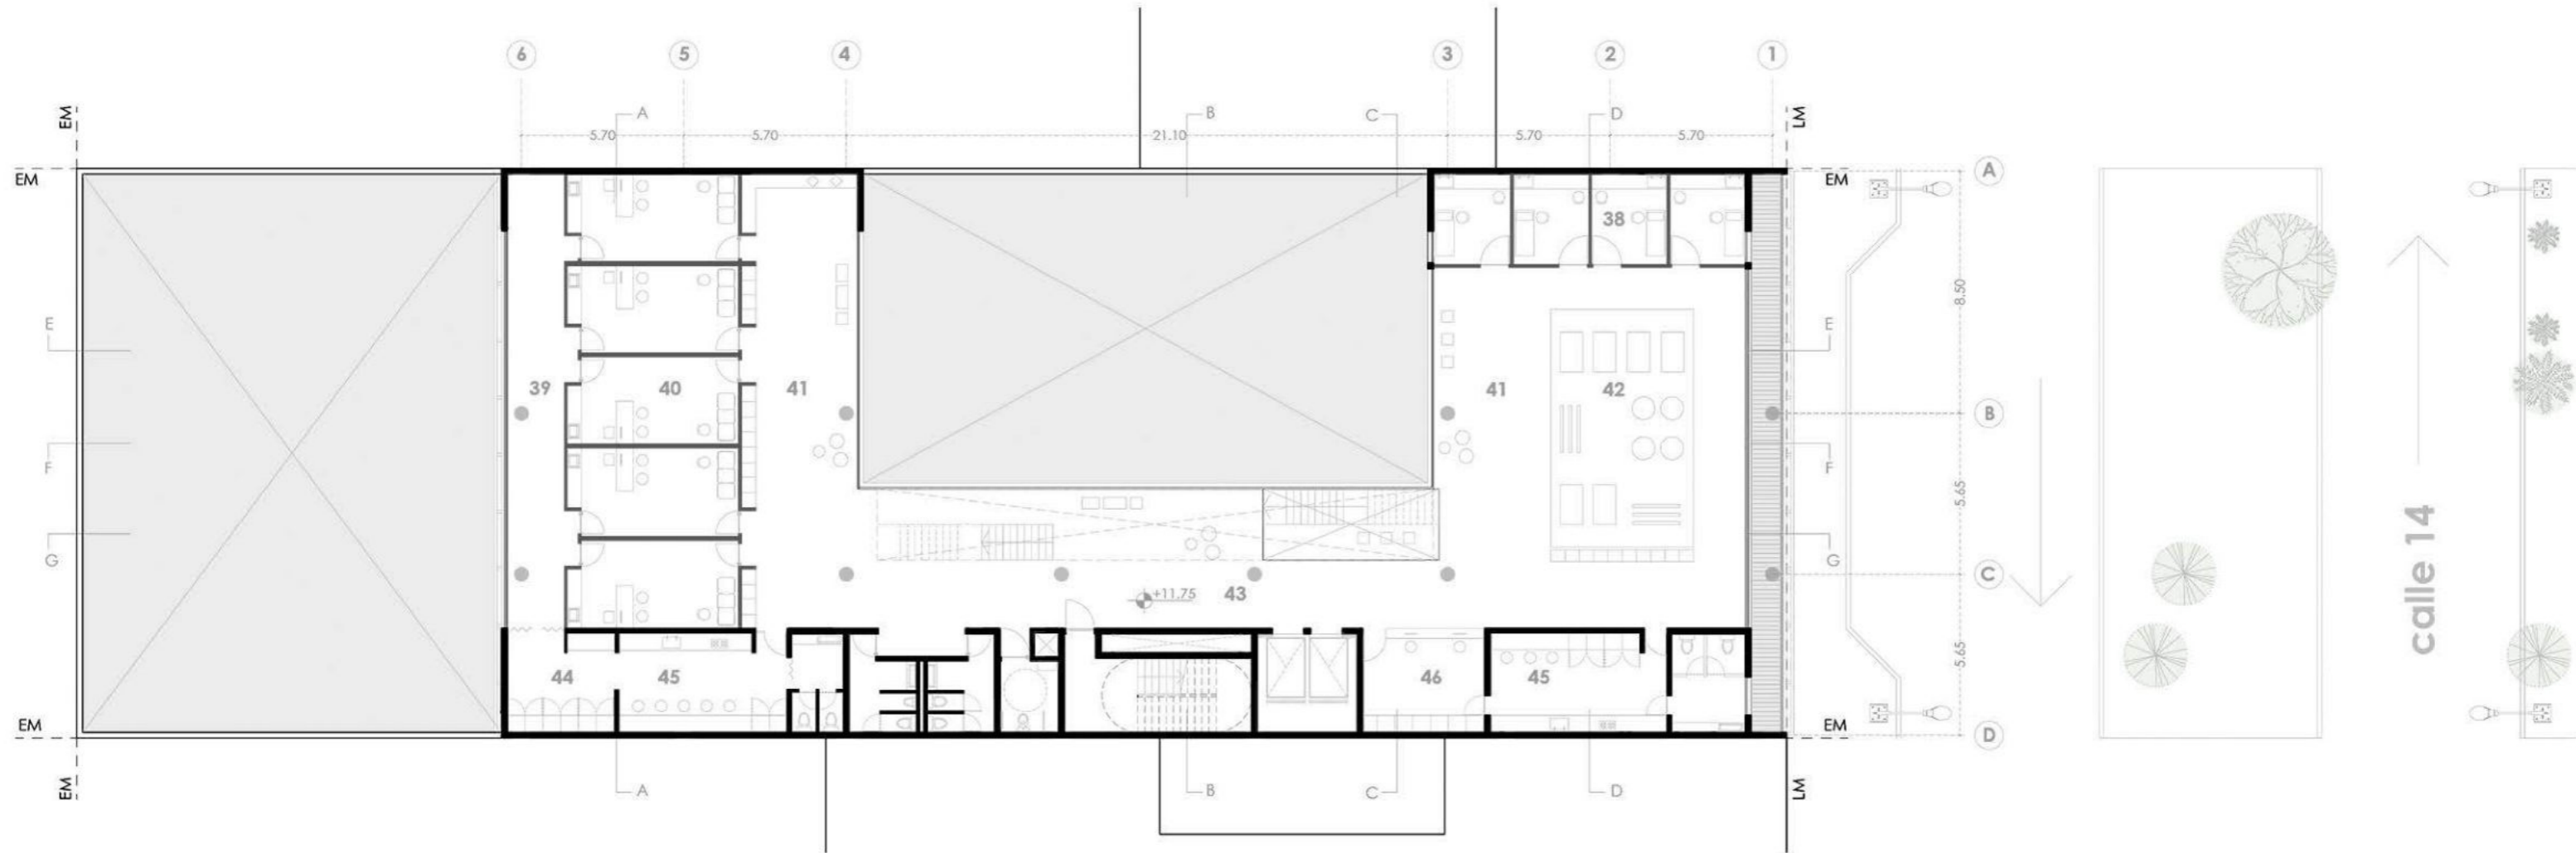 6 5 4 3 2 1
EM A B C D LM
5.70 5.70 21.10 5.70 5.70
EM EM A
38
8.50
E E
39 40 41 41 42
B
F F
5.65
G G
calle 14
C
+11.75 43
5.65
44 45 46 45
EM EM D
EM A B C D LM